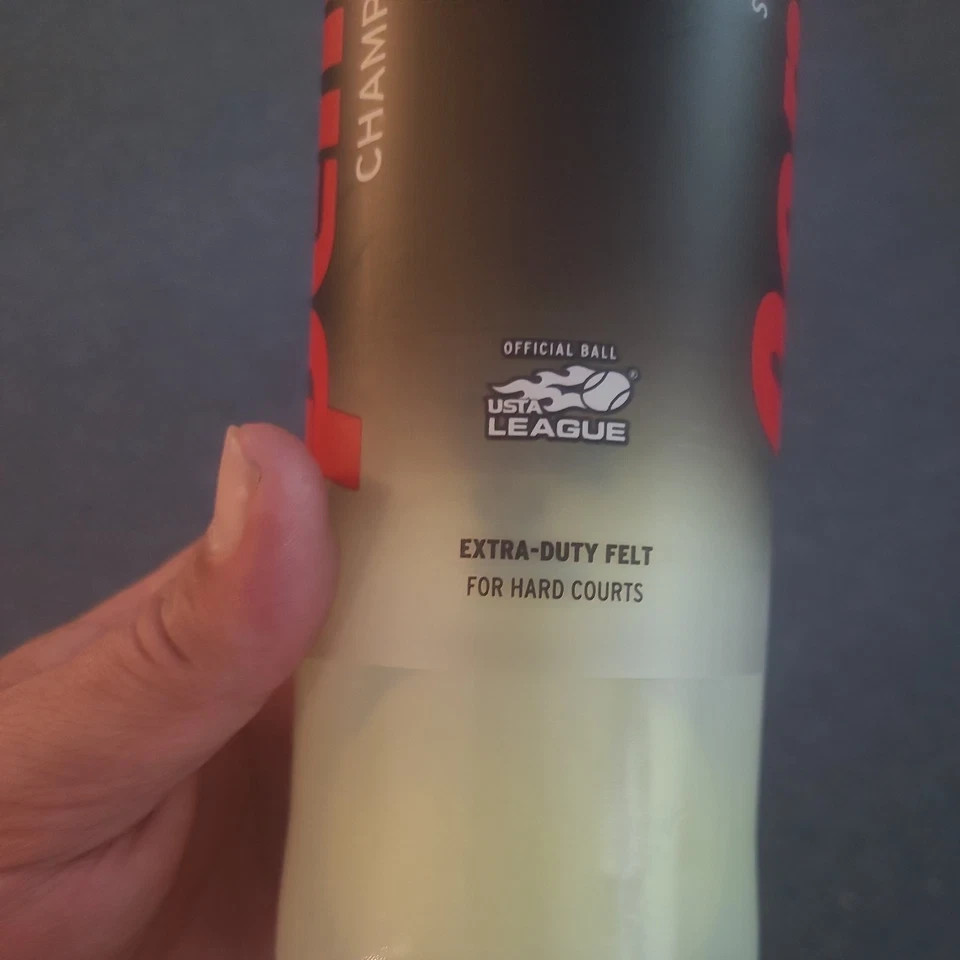 CHAMP
OFFICIAL BALL
USTA
LEAGUE
EXTRA-DUTY FELT
FOR HARD COURTS